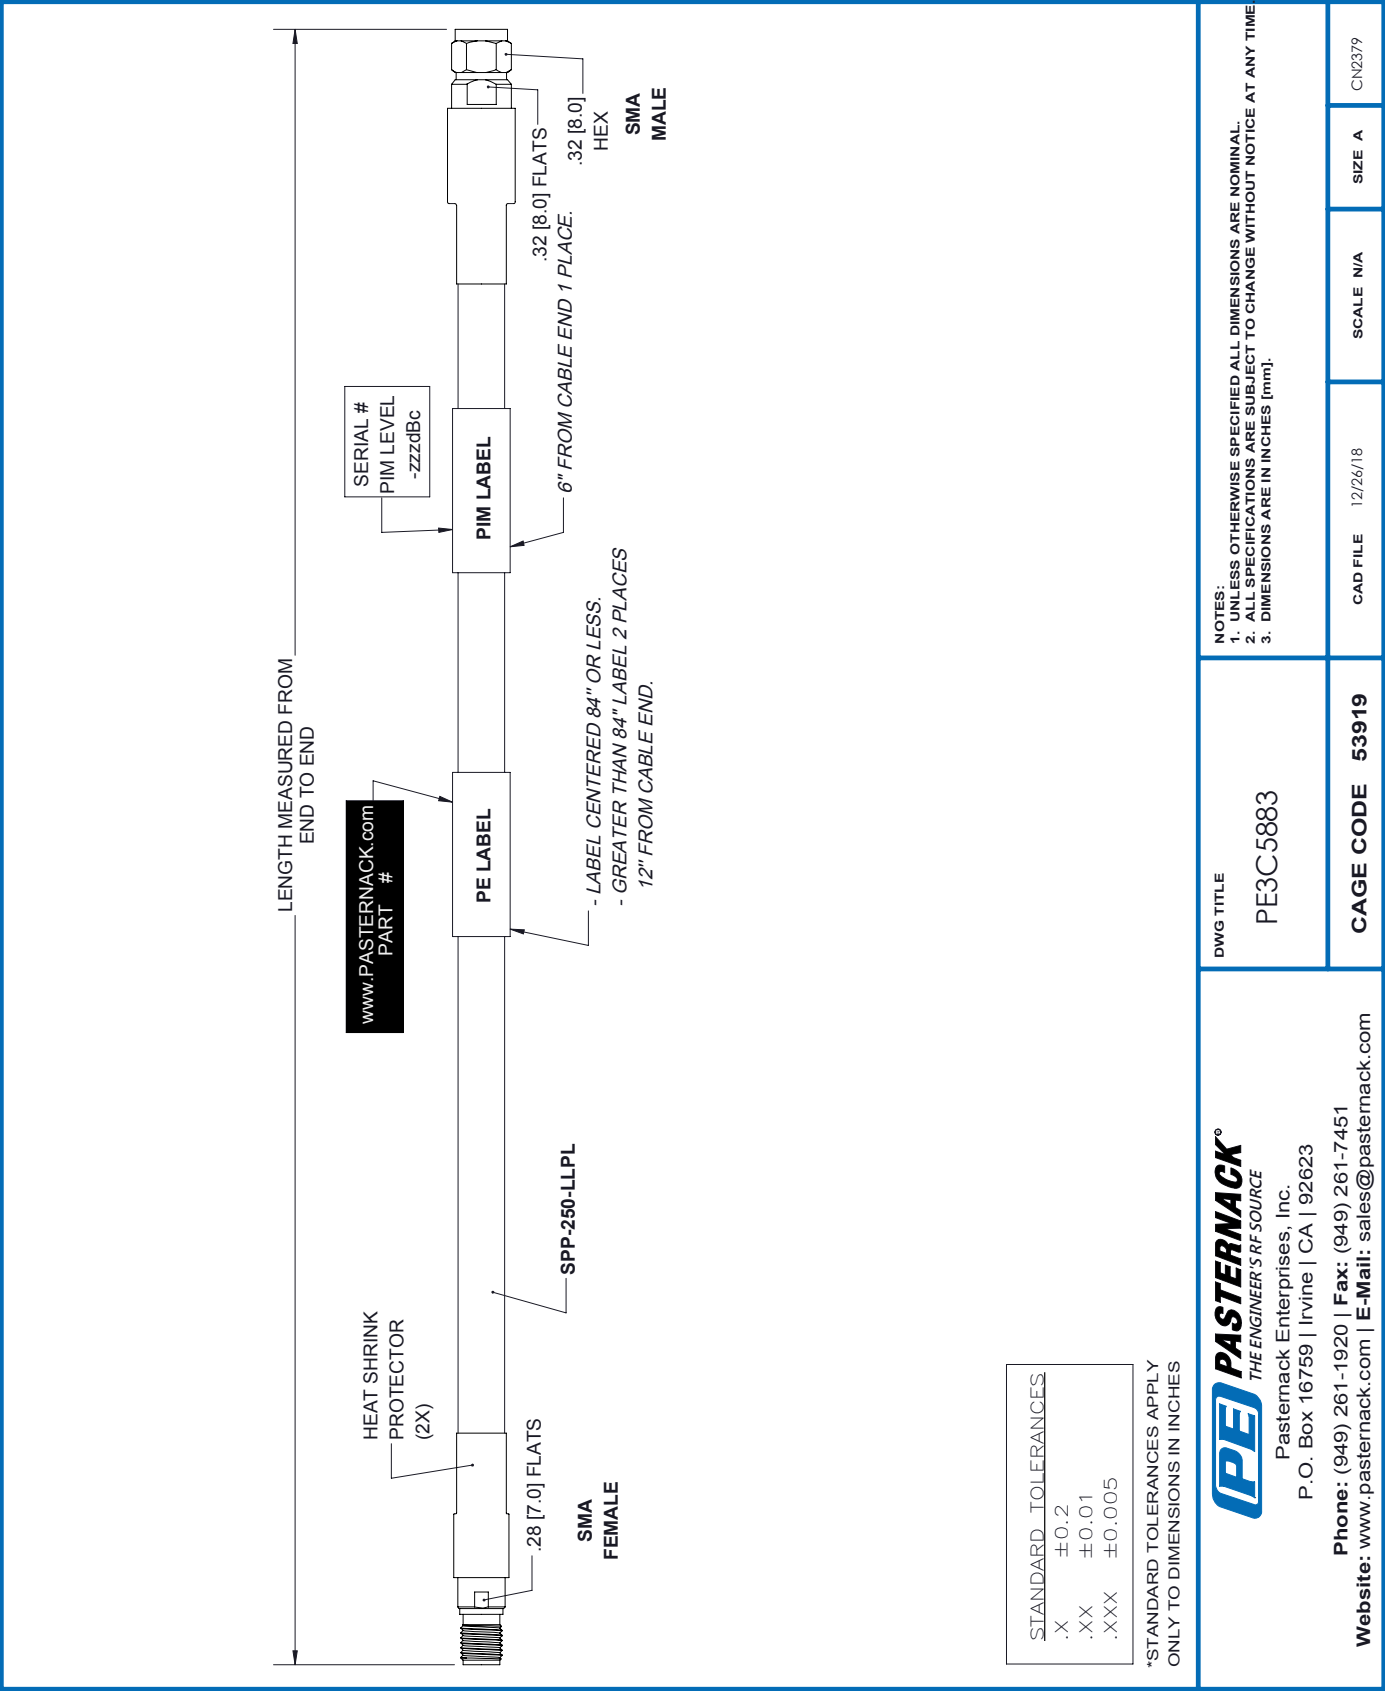 LENGTH MEASURED FROM
END TO END
HEAT SHRINK
PROTECTOR
(2X)
www.PASTERNACK.com
PART #
SERIAL #
PIM LEVEL
-zzzdBc
PE LABEL
PIM LABEL
.28 [7.0] FLATS
SMA
FEMALE
SPP-250-LLPL
- LABEL CENTERED 84" OR LESS.
- GREATER THAN 84" LABEL 2 PLACES
12" FROM CABLE END.
6" FROM CABLE END 1 PLACE.
.32 [8.0] FLATS
.32 [8.0]
HEX
SMA
MALE
STANDARD TOLERANCES
.X ±0.2
.XX ±0.01
.XXX ±0.005
*STANDARD TOLERANCES APPLY
ONLY TO DIMENSIONS IN INCHES
PE PASTERNACK®
THE ENGINEER'S RF SOURCE
Pasternack Enterprises, Inc.
P.O. Box 16759 | Irvine | CA | 92623
Phone: (949) 261-1920 | Fax: (949) 261-7451
Website: www.pasternack.com | E-Mail: sales@pasternack.com
DWG TITLE
PE3C5883
CAGE CODE 53919
NOTES:
1. UNLESS OTHERWISE SPECIFIED ALL DIMENSIONS ARE NOMINAL.
2. ALL SPECIFICATIONS ARE SUBJECT TO CHANGE WITHOUT NOTICE AT ANY TIME.
3. DIMENSIONS ARE IN INCHES [mm].
CAD FILE 12/26/18
SCALE N/A
SIZE A
CN2379